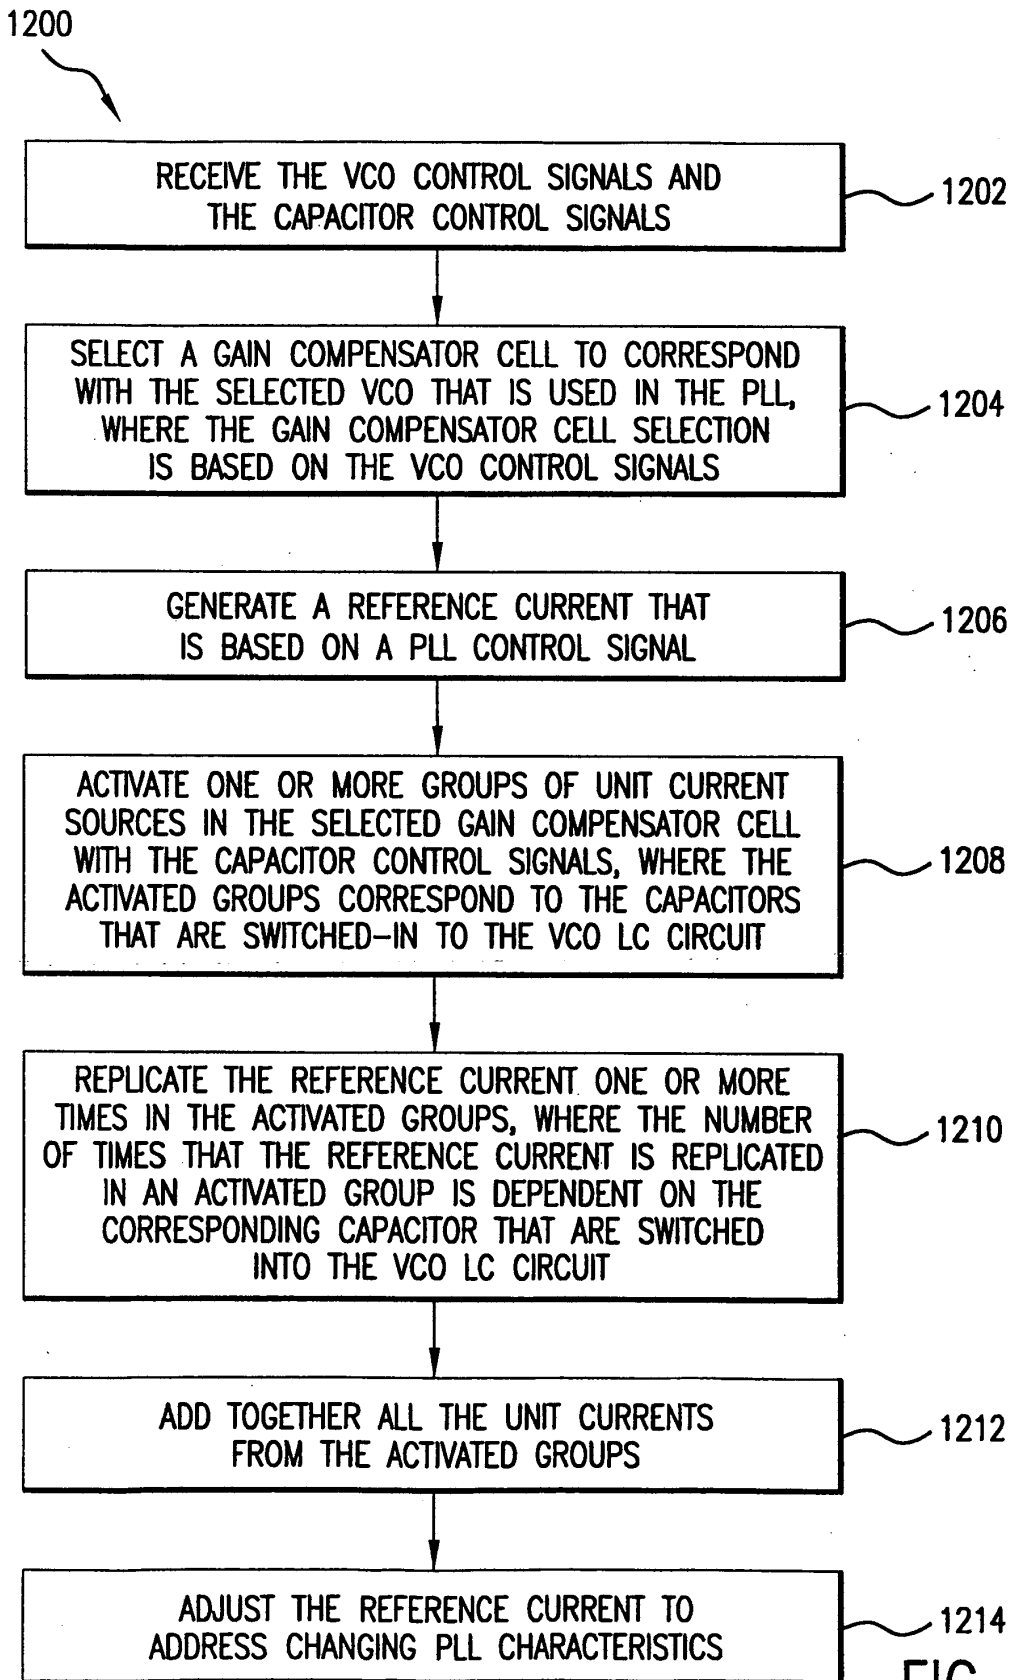 1200
RECEIVE THE VCO CONTROL SIGNALS AND
THE CAPACITOR CONTROL SIGNALS
1202
SELECT A GAIN COMPENSATOR CELL TO CORRESPOND
WITH THE SELECTED VCO THAT IS USED IN THE PLL,
WHERE THE GAIN COMPENSATOR CELL SELECTION
IS BASED ON THE VCO CONTROL SIGNALS
1204
GENERATE A REFERENCE CURRENT THAT
IS BASED ON A PLL CONTROL SIGNAL
1206
ACTIVATE ONE OR MORE GROUPS OF UNIT CURRENT
SOURCES IN THE SELECTED GAIN COMPENSATOR CELL
WITH THE CAPACITOR CONTROL SIGNALS, WHERE THE
ACTIVATED GROUPS CORRESPOND TO THE CAPACITORS
THAT ARE SWITCHED-IN TO THE VCO LC CIRCUIT
1208
REPLICATE THE REFERENCE CURRENT ONE OR MORE
TIMES IN THE ACTIVATED GROUPS, WHERE THE NUMBER
OF TIMES THAT THE REFERENCE CURRENT IS REPLICATED
IN AN ACTIVATED GROUP IS DEPENDENT ON THE
CORRESPONDING CAPACITOR THAT ARE SWITCHED
INTO THE VCO LC CIRCUIT
1210
ADD TOGETHER ALL THE UNIT CURRENTS
FROM THE ACTIVATED GROUPS
1212
ADJUST THE REFERENCE CURRENT TO
ADDRESS CHANGING PLL CHARACTERISTICS
1214
FIG